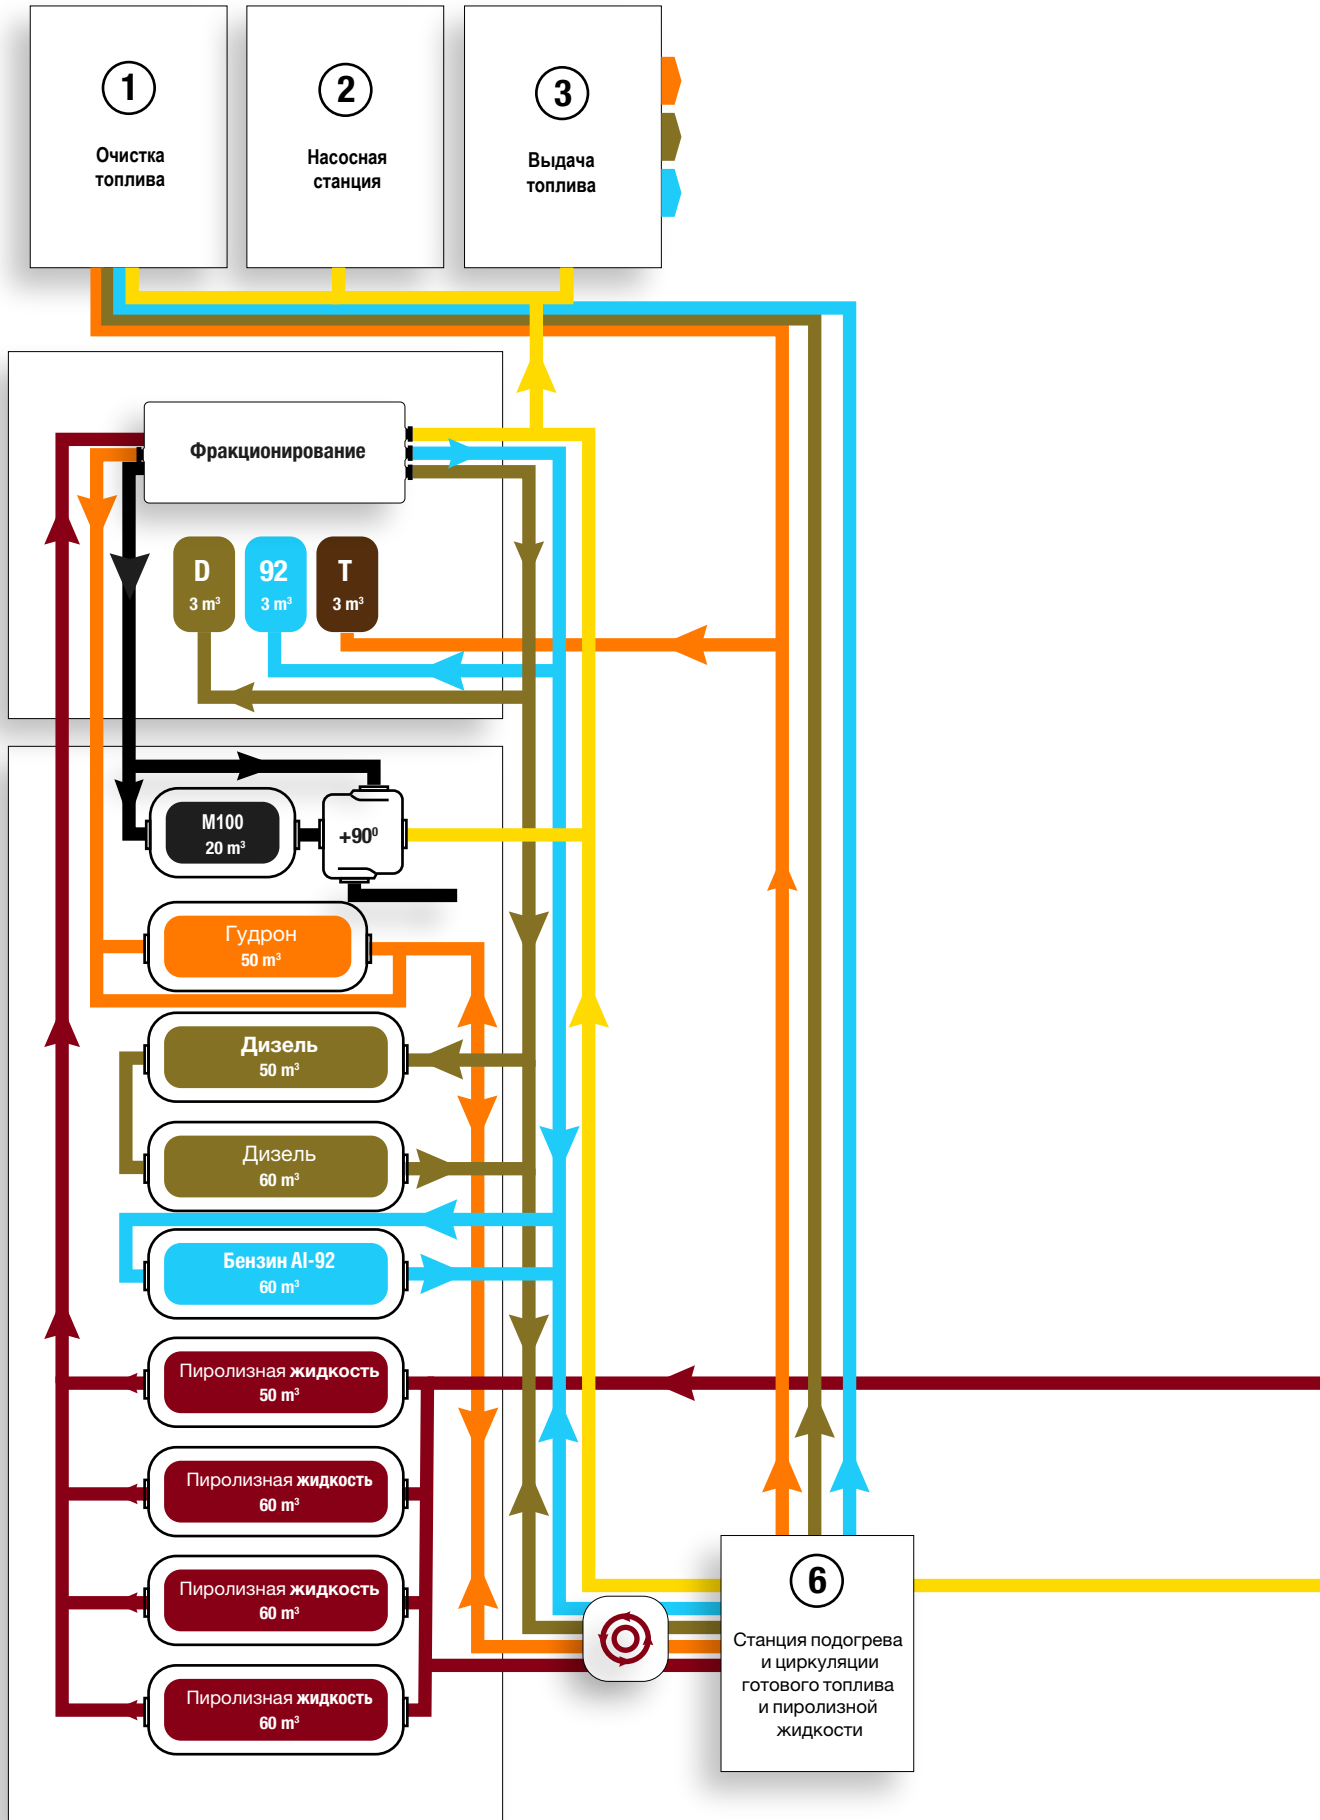 1
Очистка
топлива
2
Насосная
станция
3
Выдача
топлива
Фракционирование
D
3 m³
92
3 m³
T
3 m³
M100
20 m³
+90⁰
Гудрон
50 m³
Дизель
50 m³
Дизель
60 m³
Бензин AI-92
60 m³
Пиролизная жидкость
50 m³
Пиролизная жидкость
60 m³
Пиролизная жидкость
60 m³
Пиролизная жидкость
60 m³
6
Станция подогрева
и циркуляции
готового топлива
и пиролизной
жидкости